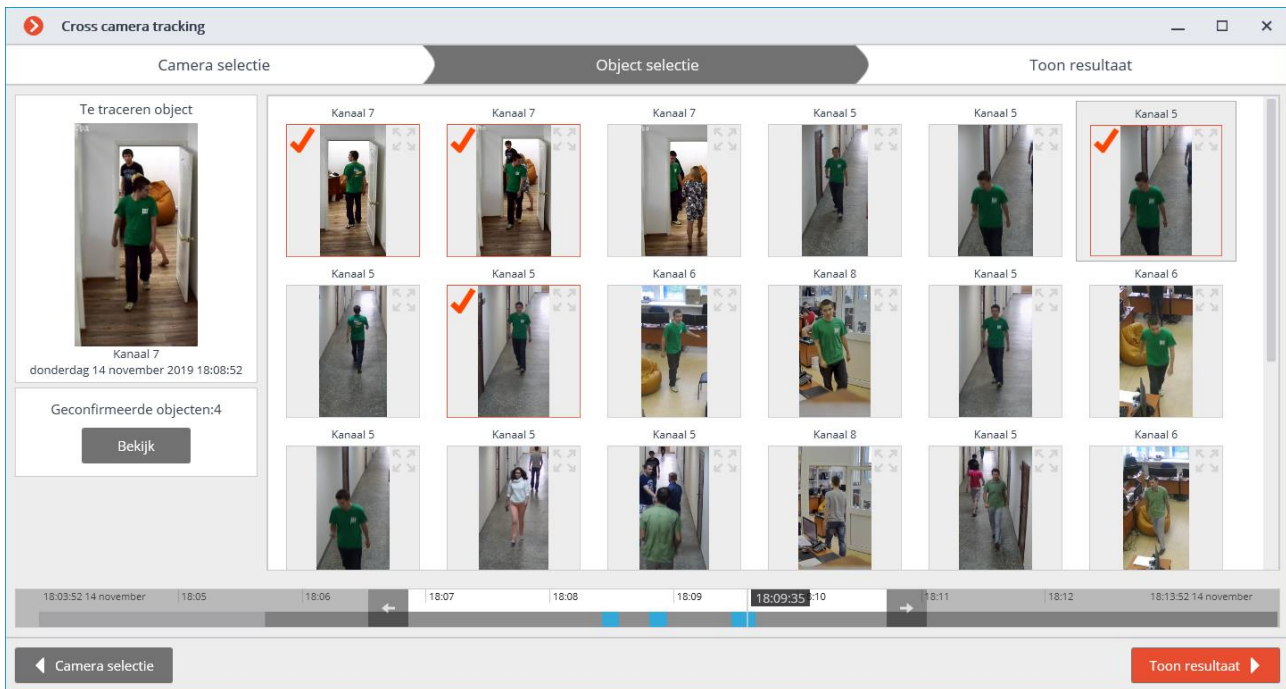 Cross camera tracking
Camera selectie
Object selectie
Toon resultaat
Te traceren object
Kanaal 7
donderdag 14 november 2019 18:08:52
Geconfirmeerde objecten:4
Bekijk
Kanaal 7 Kanaal 7 Kanaal 7 Kanaal 5 Kanaal 5 Kanaal 5
Kanaal 5 Kanaal 5 Kanaal 6 Kanaal 8 Kanaal 5 Kanaal 6
Kanaal 5 Kanaal 5 Kanaal 5 Kanaal 8 Kanaal 5 Kanaal 6
18:03:52 14 november 18:05 18:06 18:07 18:08 18:09 18:09:35 :10 18:11 18:12 18:13:52 14 november
Camera selectie
Toon resultaat